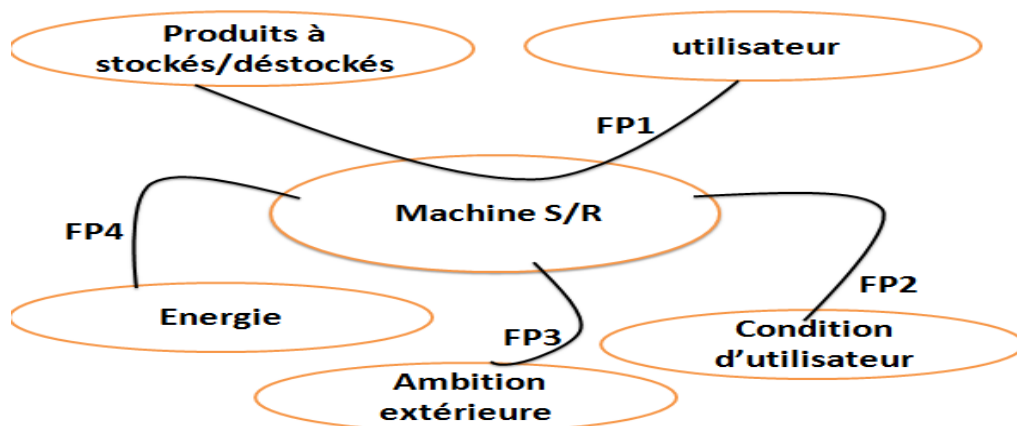 Produits à
stockés/déstockés
utilisateur
FP1
Machine S/R
FP4
FP2
Energie
FP3
Condition
d'utilisateur
Ambition
extérieure